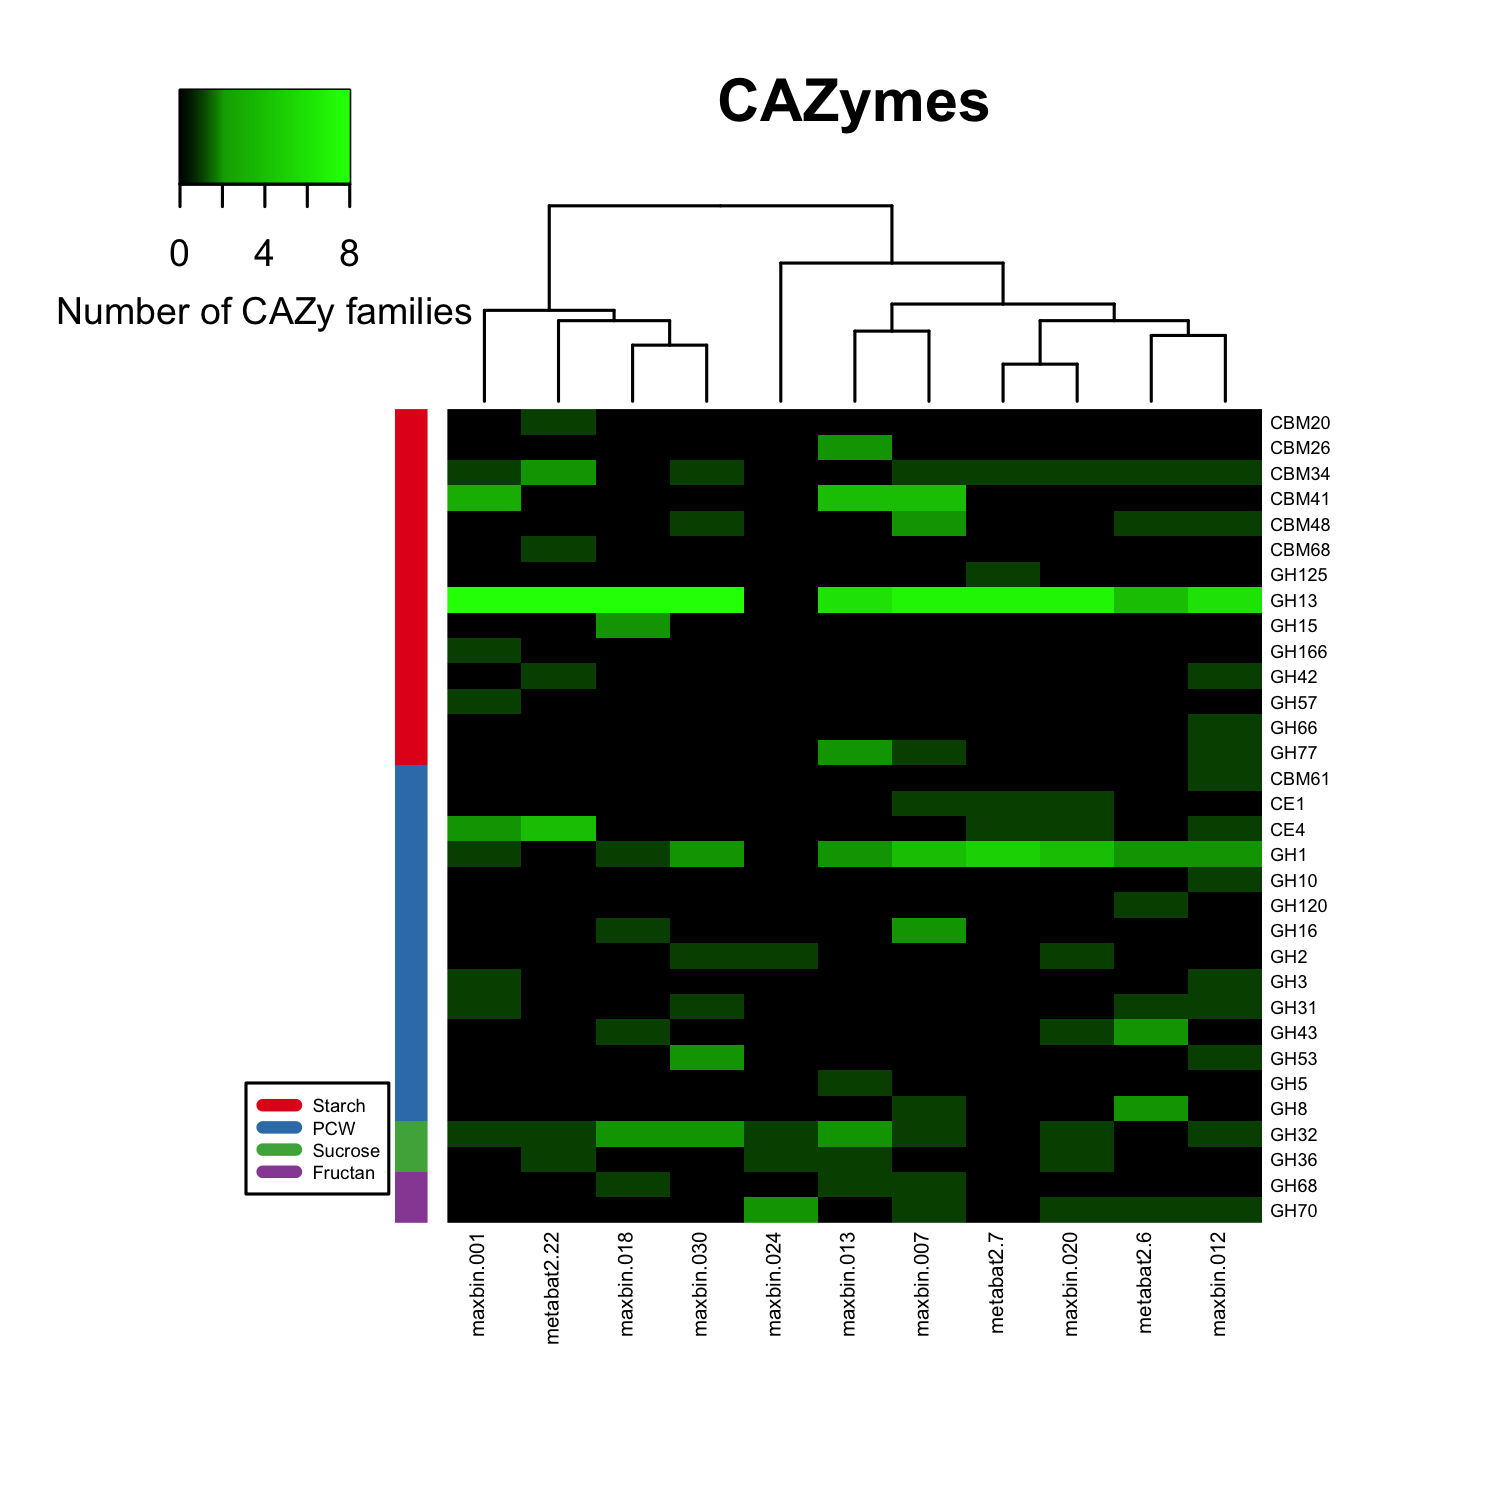 CAZymes
0 4 8
Number of CAZy families
CBM20
CBM26
CBM34
CBM41
CBM48
CBM68
GH125
GH13
GH15
GH166
GH42
GH57
GH66
GH77
CBM61
CE1
CE4
GH1
GH10
GH120
GH16
GH2
GH3
GH31
GH43
GH53
GH5
GH8
GH32
GH36
GH68
GH70
Starch
PCW
Sucrose
Fructan
maxbin.001
metabat2.22
maxbin.018
maxbin.030
maxbin.024
maxbin.013
maxbin.007
metabat2.7
maxbin.020
metabat2.6
maxbin.012